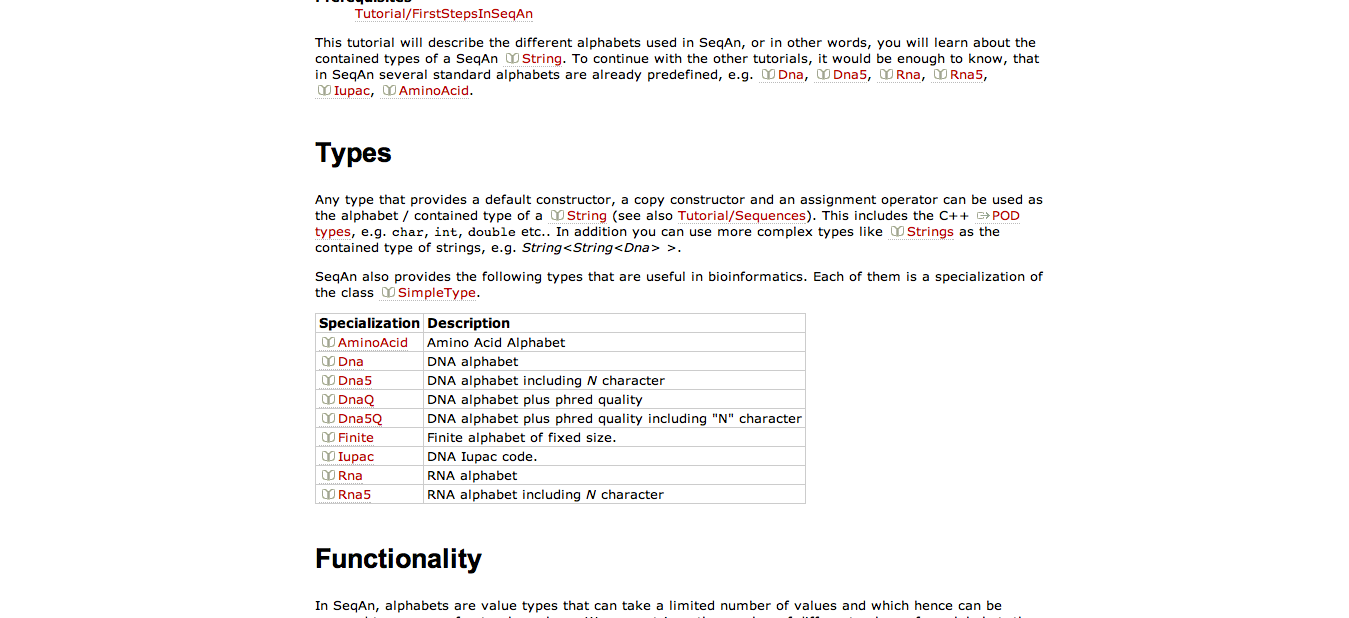 Prerequisites
Tutorial/FirstStepsInSeqAn
This tutorial will describe the different alphabets used in SeqAn, or in other words, you will learn about the
contained types of a SeqAn String. To continue with the other tutorials, it would be enough to know, that
in SeqAn several standard alphabets are already predefined, e.g. Dna, Dna5, Rna, Rna5,
Iupac, AminoAcid.
Types
Any type that provides a default constructor, a copy constructor and an assignment operator can be used as
the alphabet / contained type of a String (see also Tutorial/Sequences). This includes the C++ POD
types, e.g. char, int, double etc.. In addition you can use more complex types like Strings as the
contained type of strings, e.g. String<String<Dna> >.
SeqAn also provides the following types that are useful in bioinformatics. Each of them is a specialization of
the class SimpleType.
Specialization Description
AminoAcid Amino Acid Alphabet
Dna DNA alphabet
Dna5 DNA alphabet including N character
DnaQ DNA alphabet plus phred quality
Dna5Q DNA alphabet plus phred quality including "N" character
Finite Finite alphabet of fixed size.
Iupac DNA Iupac code.
Rna RNA alphabet
Rna5 RNA alphabet including N character
Functionality
In SeqAn, alphabets are value types that can take a limited number of values and which hence can be